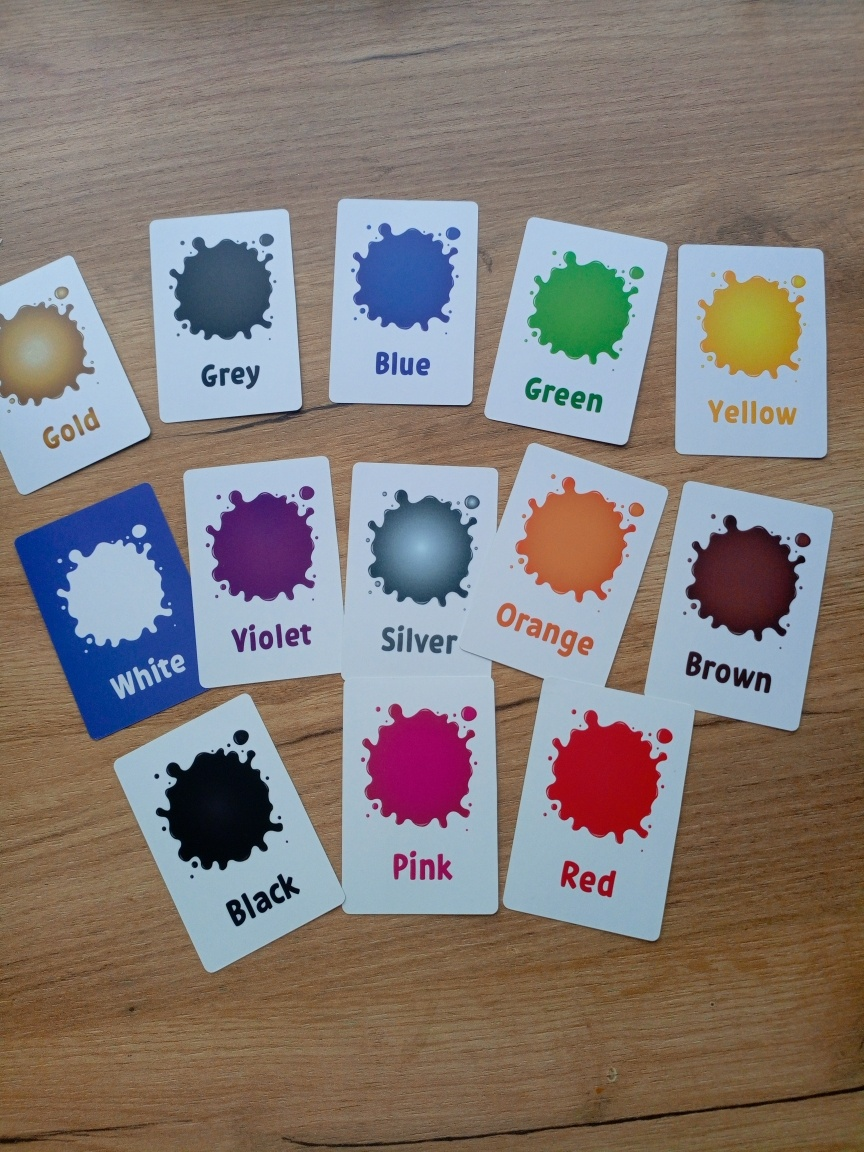 Gold
Grey
Blue
Green
Yellow
White
Violet
Silver
Orange
Brown
Black
Pink
Red